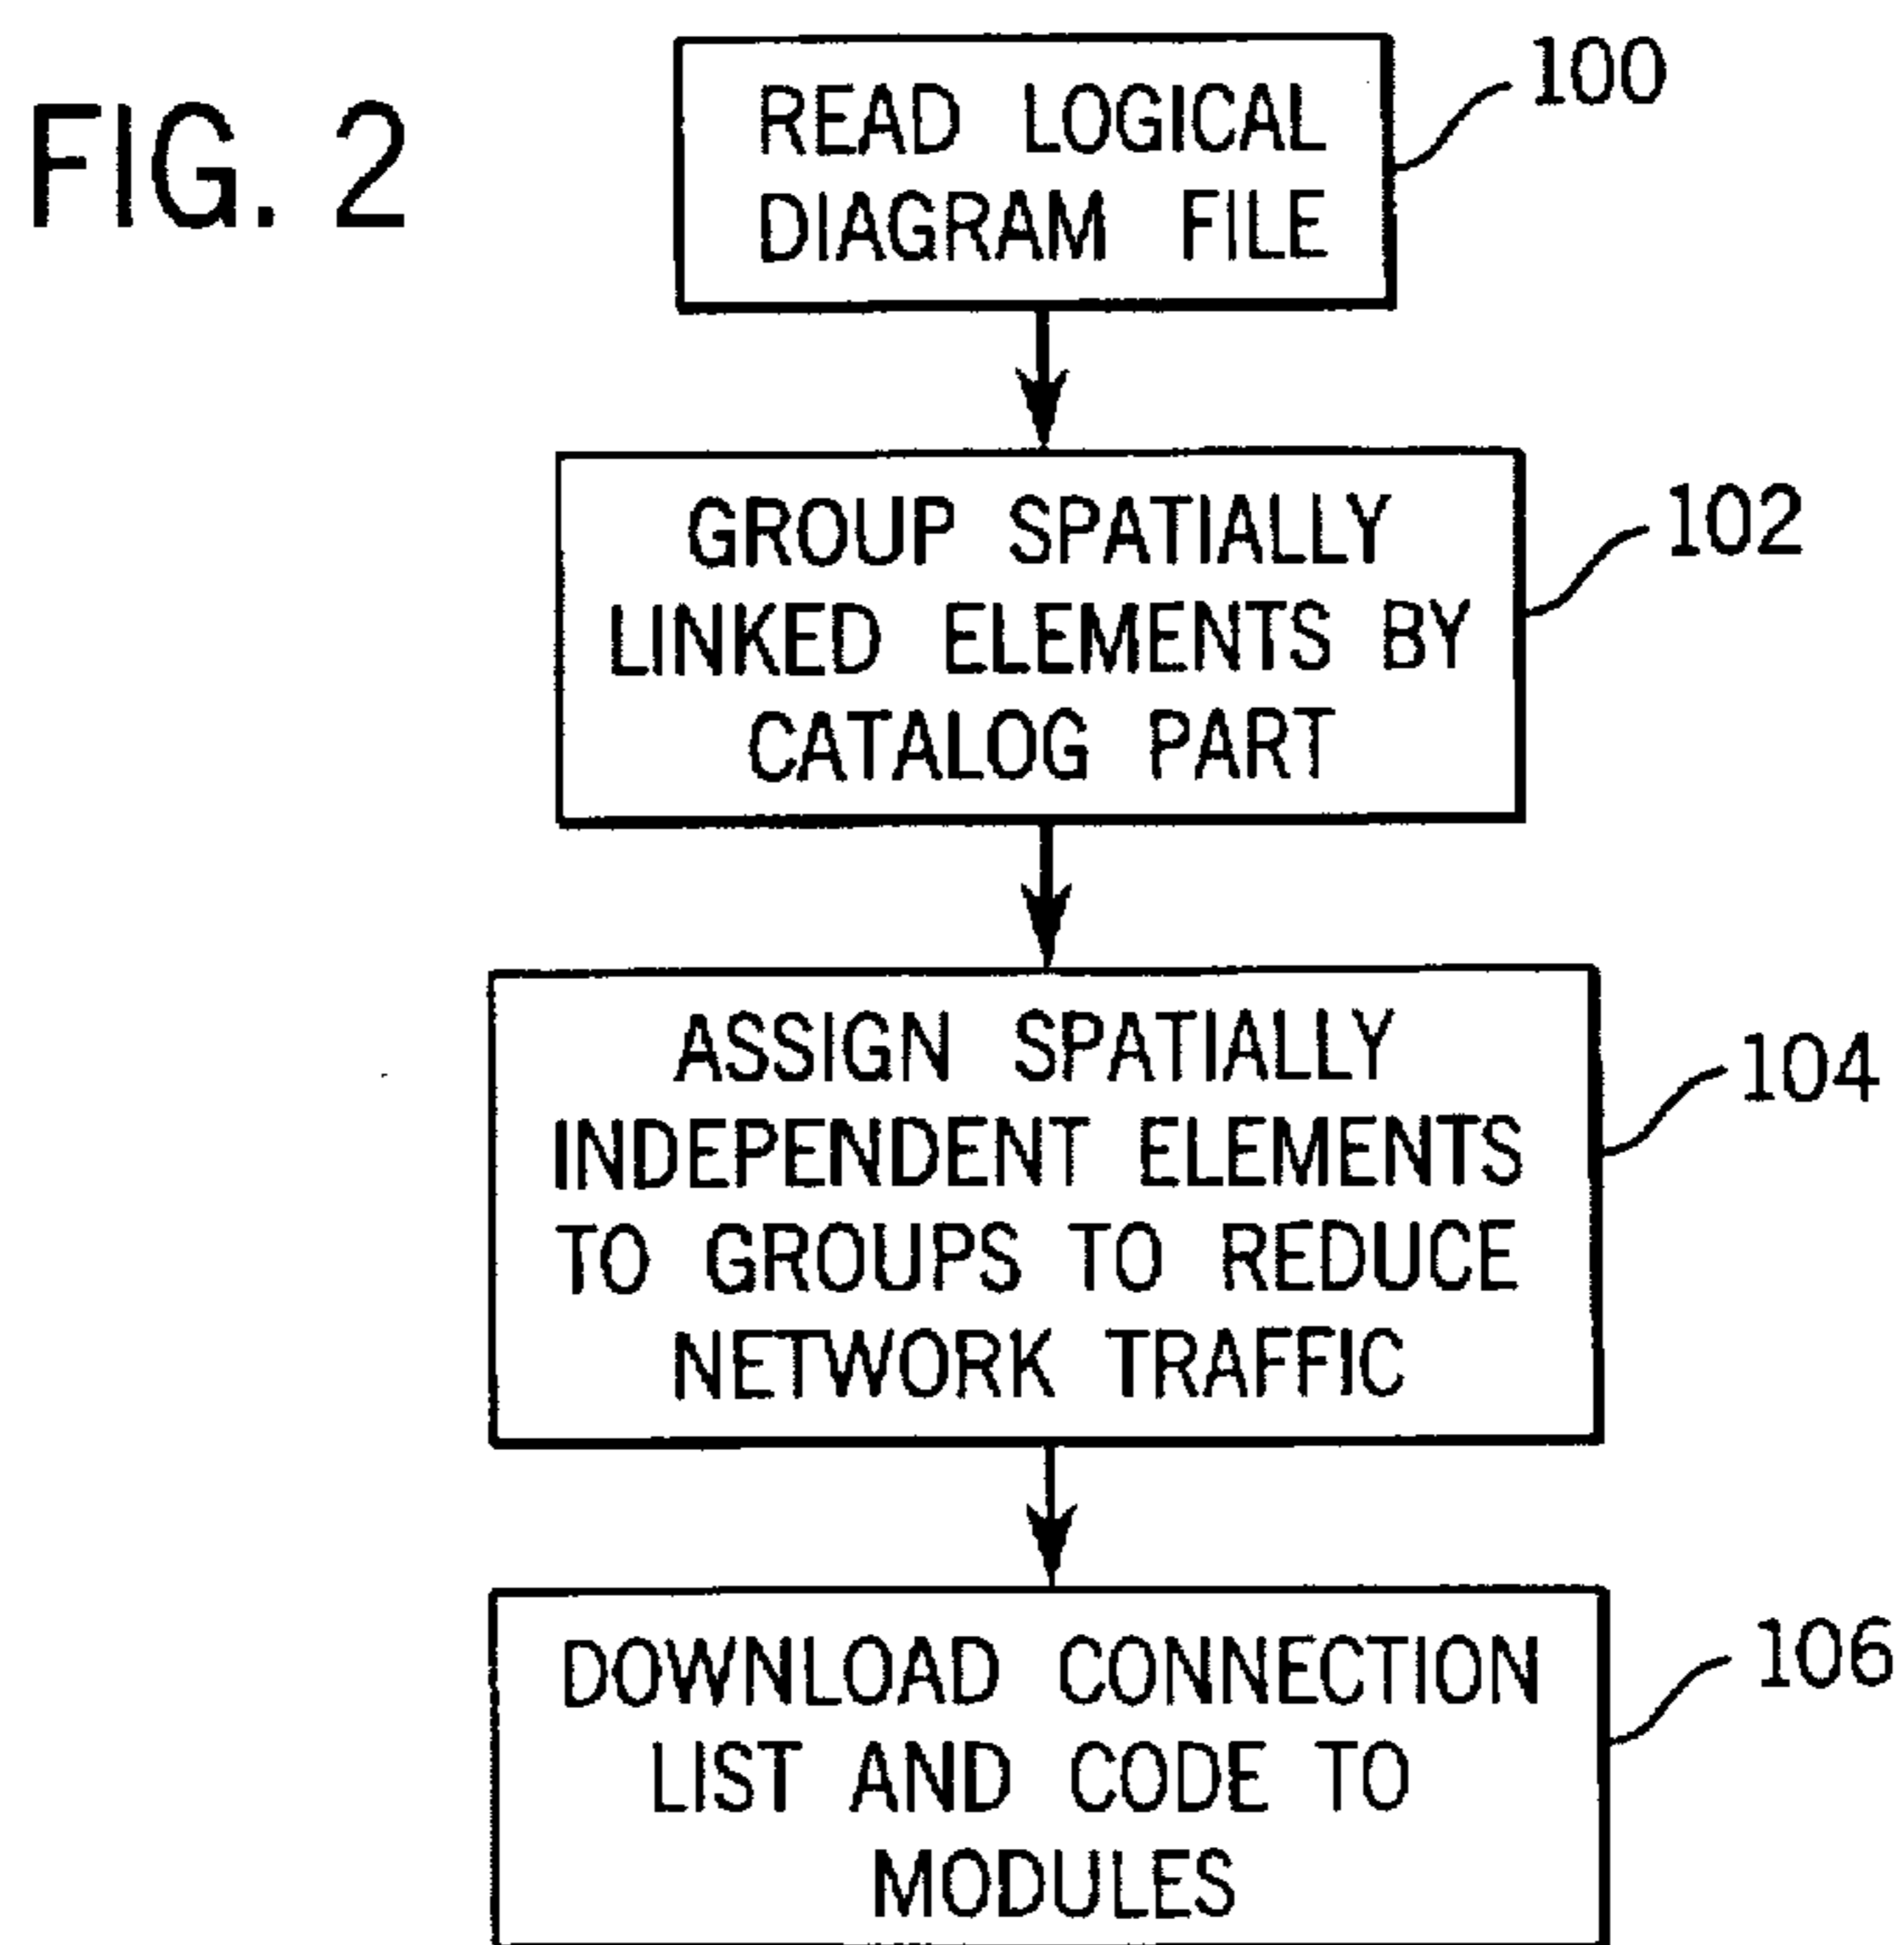 FIG. 2
READ LOGICAL
DIAGRAM FILE
100
GROUP SPATIALLY
LINKED ELEMENTS BY
CATALOG PART
102
ASSIGN SPATIALLY
INDEPENDENT ELEMENTS
TO GROUPS TO REDUCE
NETWORK TRAFFIC
104
DOWNLOAD CONNECTION
LIST AND CODE TO
MODULES
106